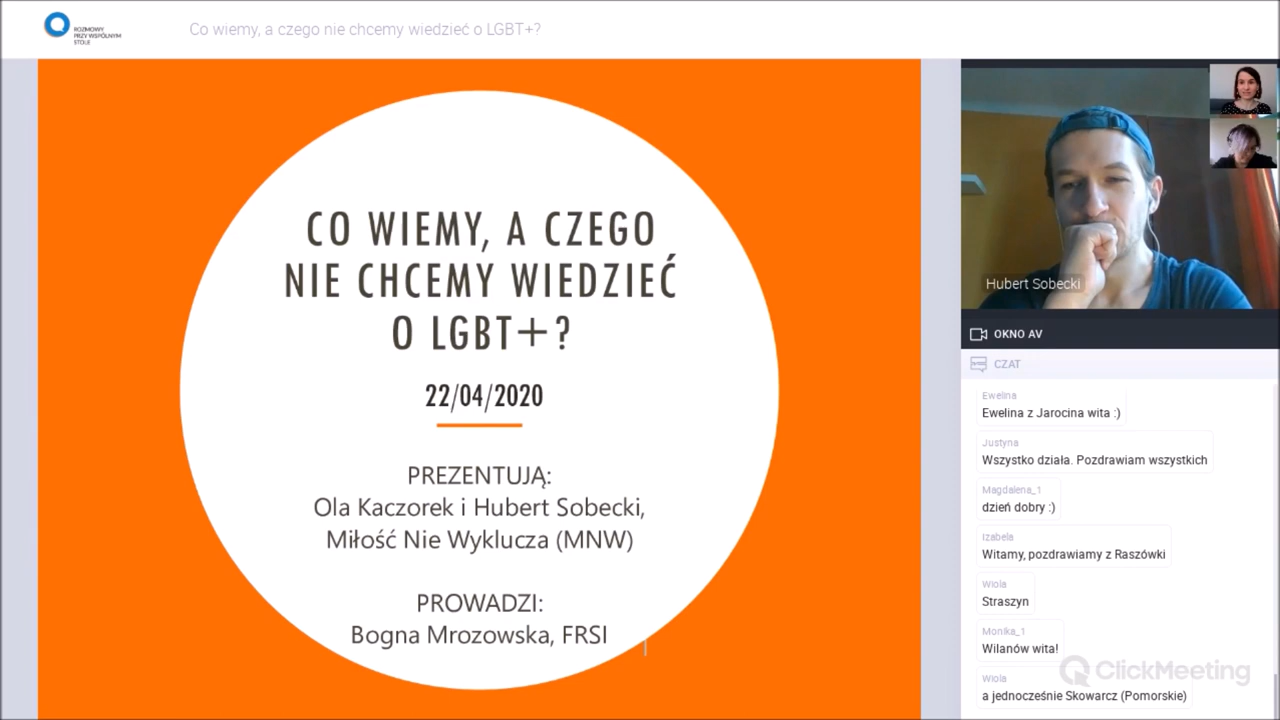 ROZMOWY
PRZY WSPÓLNYM
STOLE
Co wiemy, a czego nie chcemy wiedzieć o LGBT+?
CO WIEMY, A CZEGO
NIE CHCEMY WIEDZIEĆ
O LGBT+?
22/04/2020
PREZENTUJĄ:
Ola Kaczorek i Hubert Sobecki,
Miłość Nie Wyklucza (MNW)
PROWADZI:
Bogna Mrozowska, FRSI
Hubert Sobecki
OKNO AV
CZAT
Ewelina
Ewelina z Jarocina wita :)
Justyna
Wszystko działa. Pozdrawiam wszystkich
Magdalena_1
dzień dobry :)
Izabela
Witamy, pozdrawiamy z Raszówki
Wiola
Straszyn
Monika_1
Wilanów wita!
Wiola
a jednocześnie Skowarcz (Pomorskie)
ClickMeeting